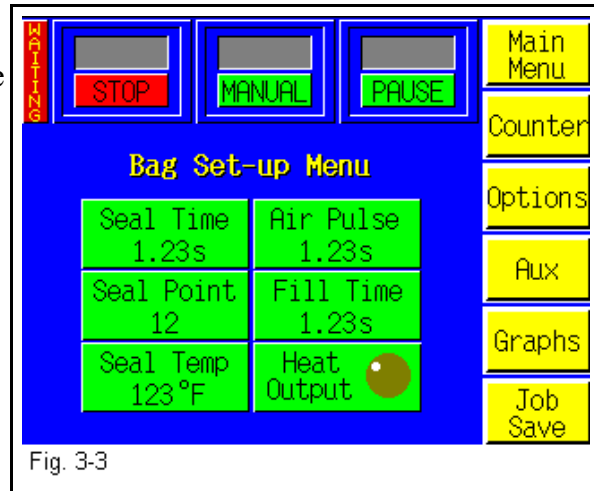 WAITING
STOP
MANUAL
PAUSE
Main
Menu
Counter
Options
Aux
Graphs
Job
Save
Bag Set-up Menu
Seal Time
1.23s
Air Pulse
1.23s
Seal Point
12
Fill Time
1.23s
Seal Temp
123°F
Heat
Output
Fig. 3-3
e